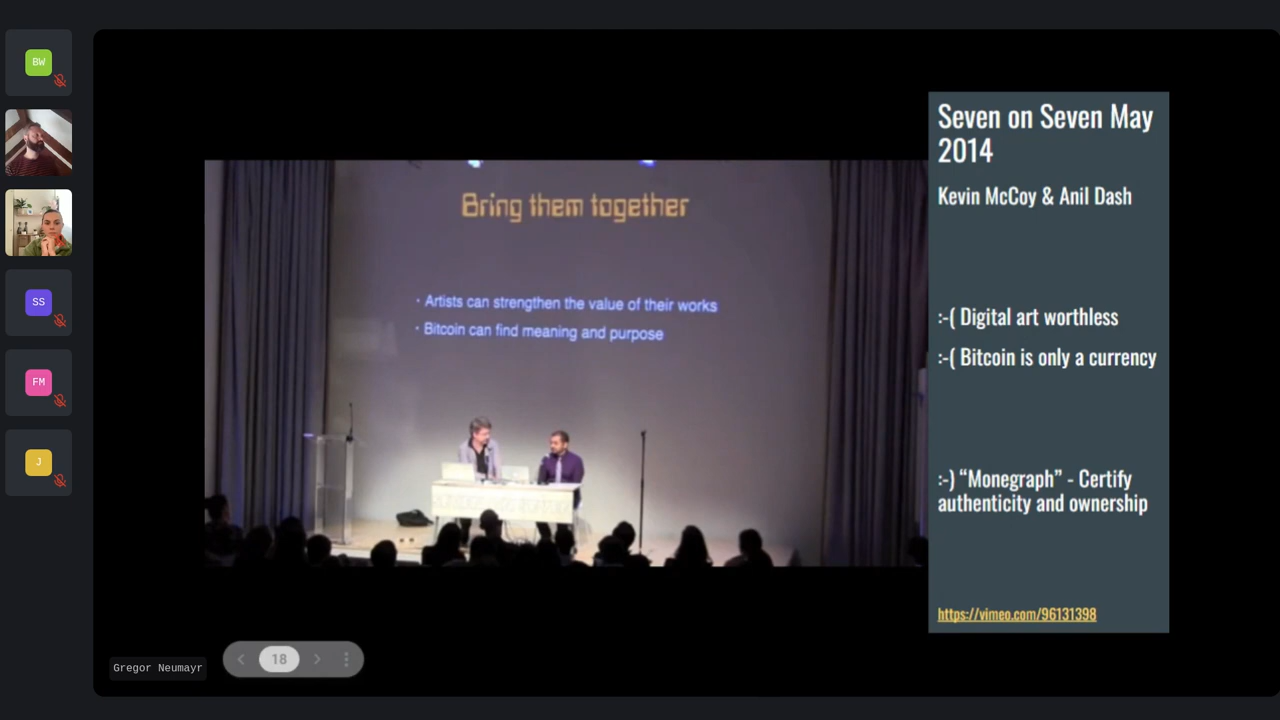 BW
SS
FM
J
Bring them together
· Artists can strengthen the value of their works
· Bitcoin can find meaning and purpose
Seven on Seven May
2014
Kevin McCoy & Anil Dash
:-( Digital art worthless
:-( Bitcoin is only a currency
:-) “Monograph” - Certify
authenticity and ownership
https://vimeo.com/96131398
Gregor Neumayr
18